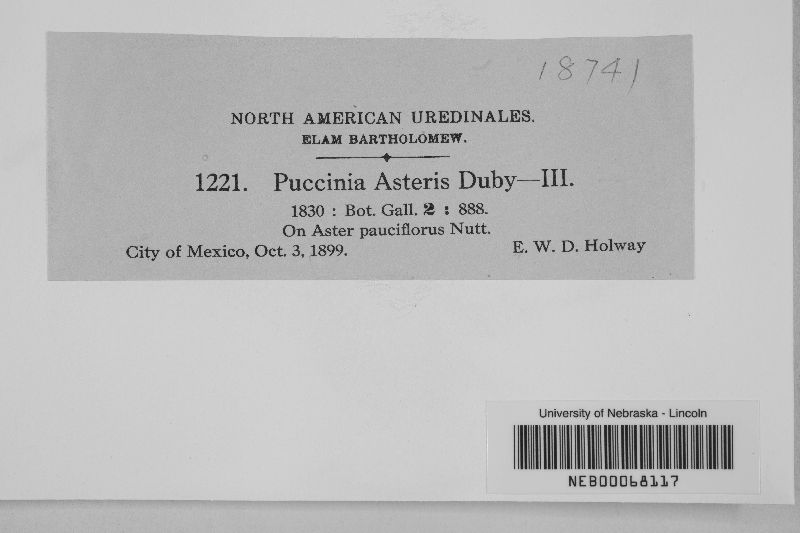 18741
NORTH AMERICAN UREDINALES.
ELAM BARTHOLOMEW.
1221. Puccinia Asteris Duby—III.
1830 : Bot. Gall. 2 : 888.
On Aster pauciflorus Nutt.
City of Mexico, Oct. 3, 1899. E. W. D. Holway
University of Nebraska - Lincoln
NEB00068117